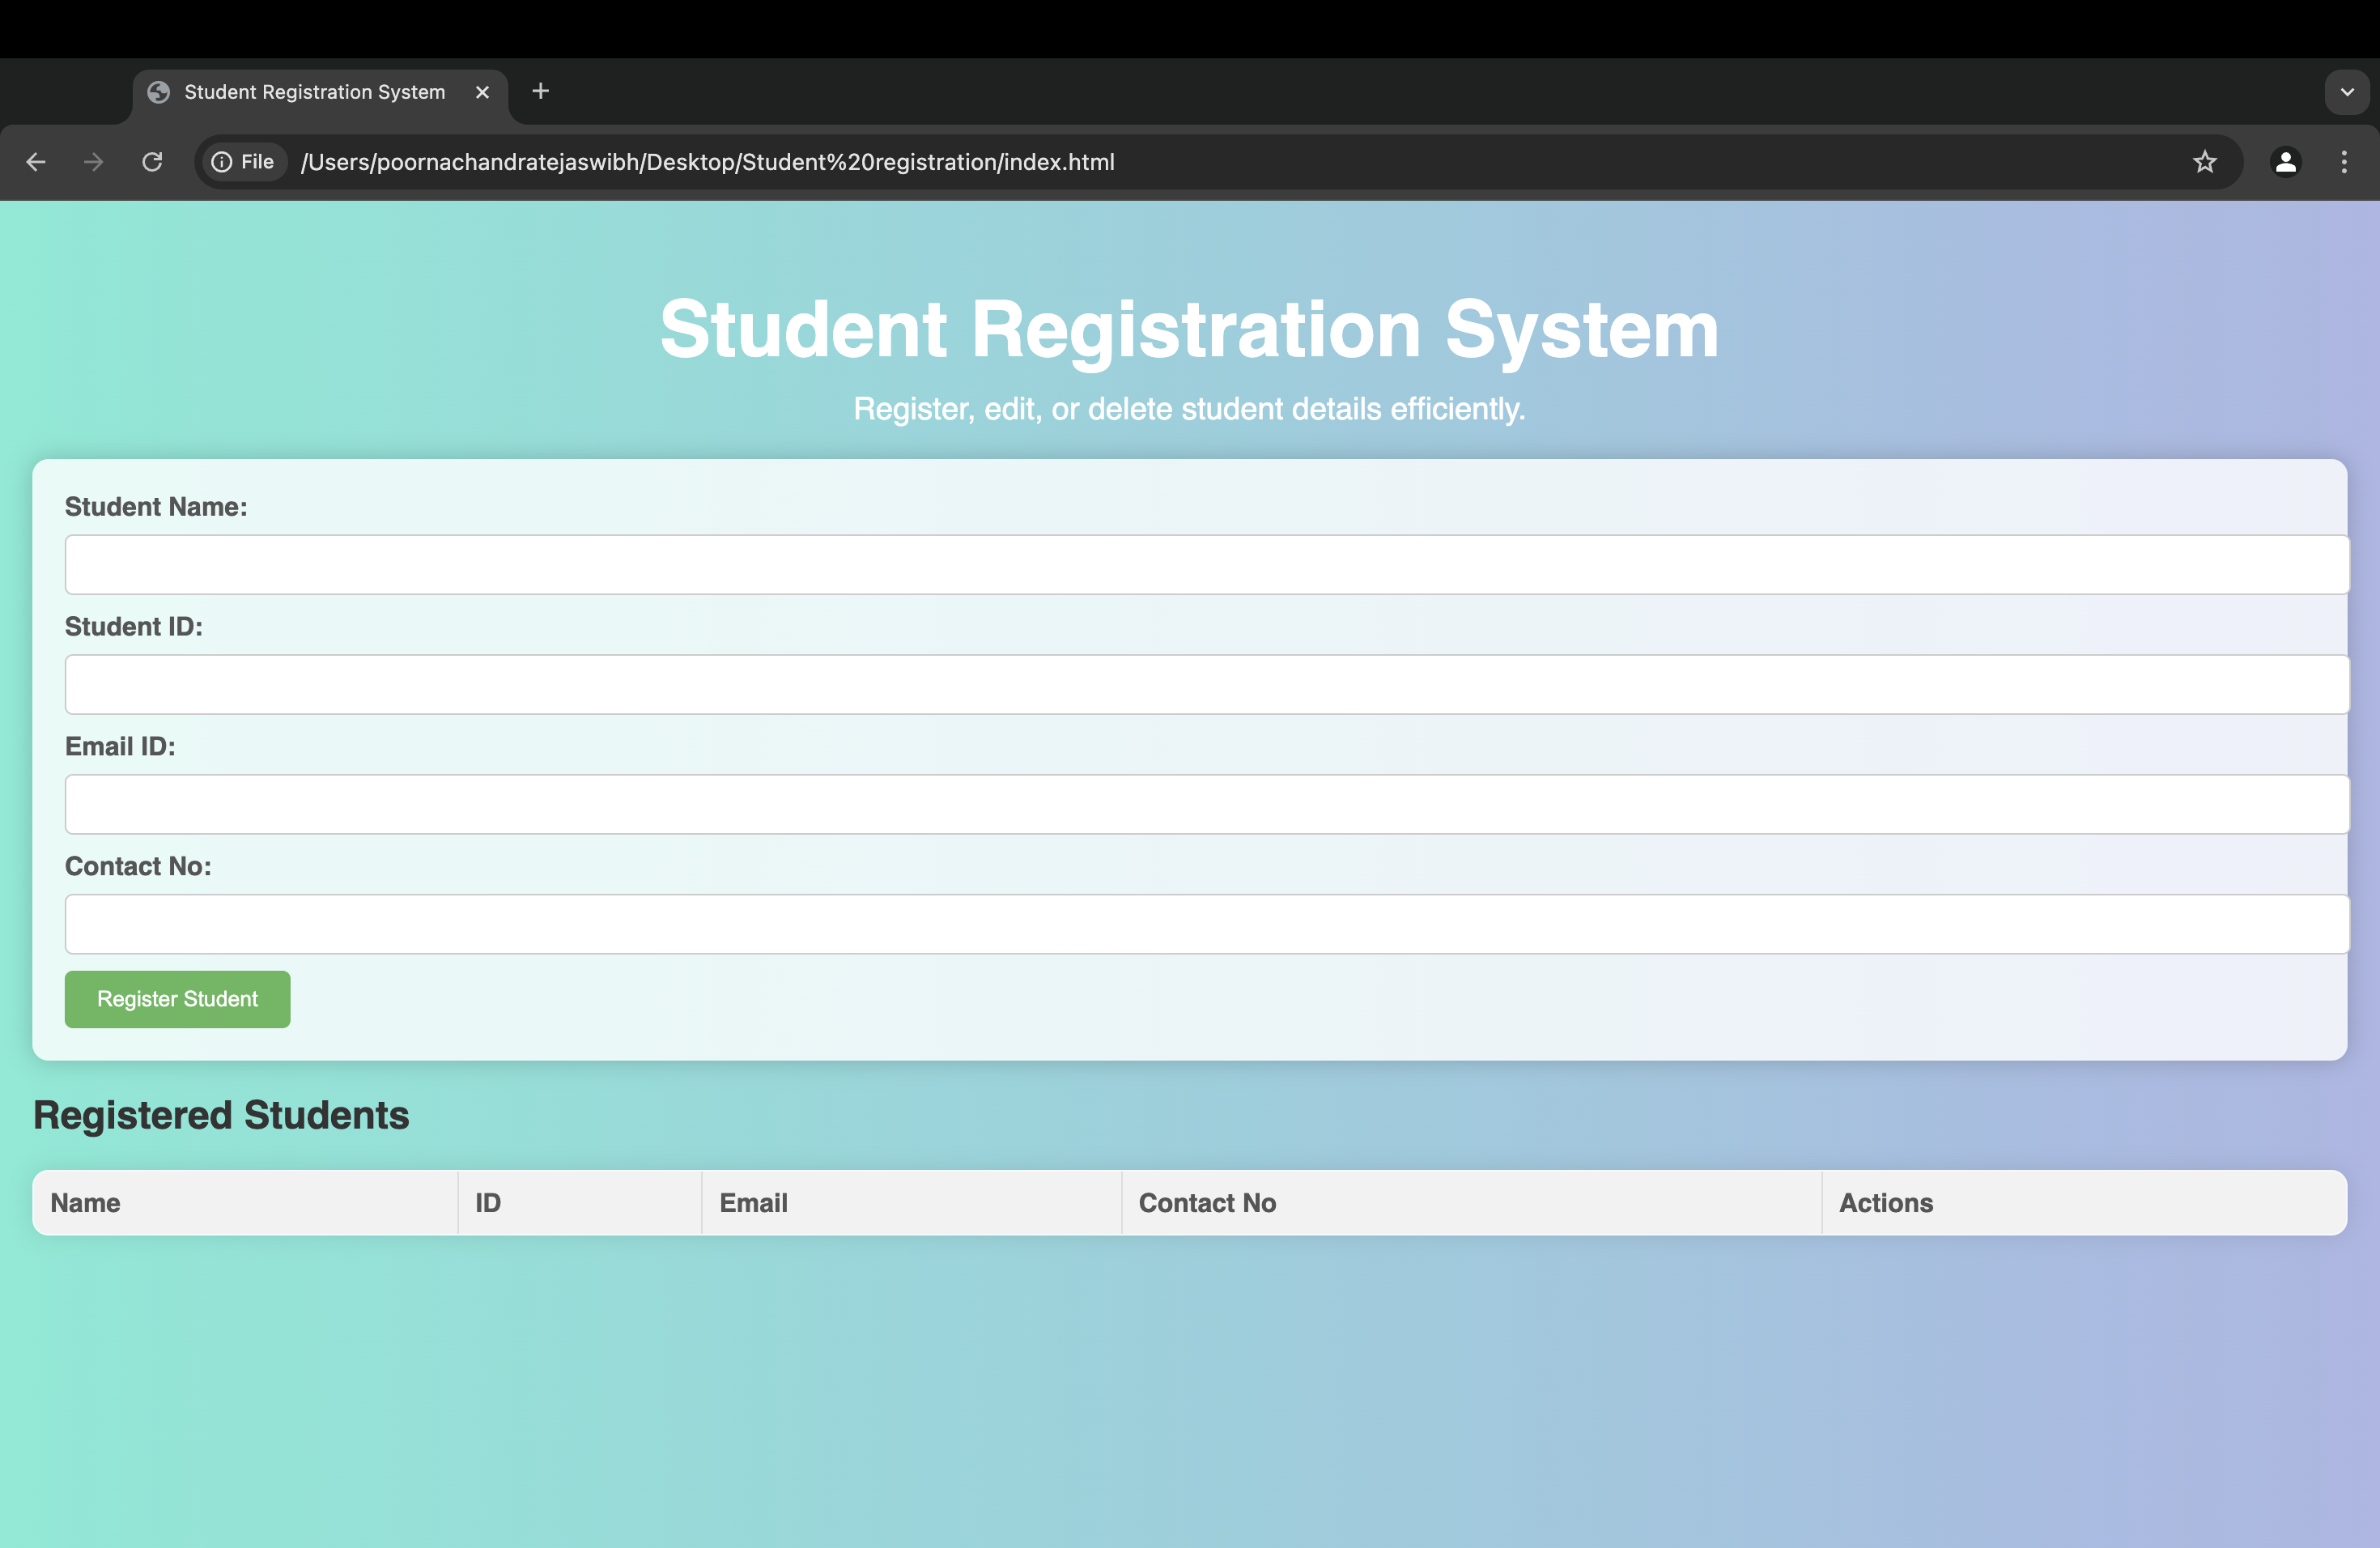 Student Registration System
File /Users/poornachandratejaswibh/Desktop/Student%20registration/index.html
Student Registration System
Register, edit, or delete student details efficiently.
Student Name:
Student ID:
Email ID:
Contact No:
Register Student
Registered Students
Name ID Email Contact No Actions